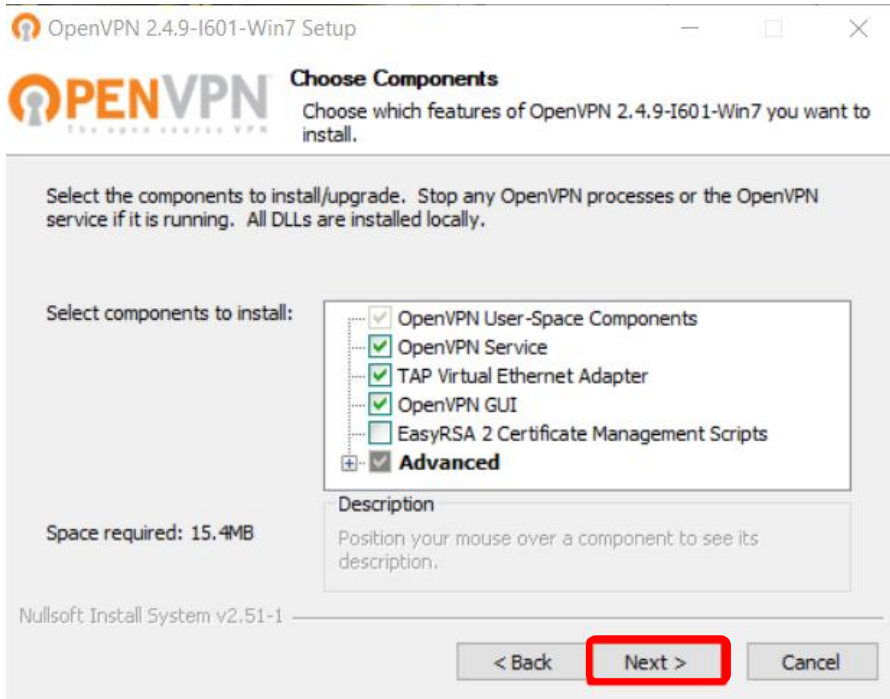 OpenVPN 2.4.9-I601-Win7 Setup
OPENVPN
The open source VPN
Choose Components
Choose which features of OpenVPN 2.4.9-I601-Win7 you want to
install.
Select the components to install/upgrade. Stop any OpenVPN processes or the OpenVPN
service if it is running. All DLLs are installed locally.
Select components to install:
OpenVPN User-Space Components
OpenVPN Service
TAP Virtual Ethernet Adapter
OpenVPN GUI
EasyRSA 2 Certificate Management Scripts
Advanced
Space required: 15.4MB
Description
Position your mouse over a component to see its
description.
Nullsoft Install System v2.51-1
< Back
Next >
Cancel